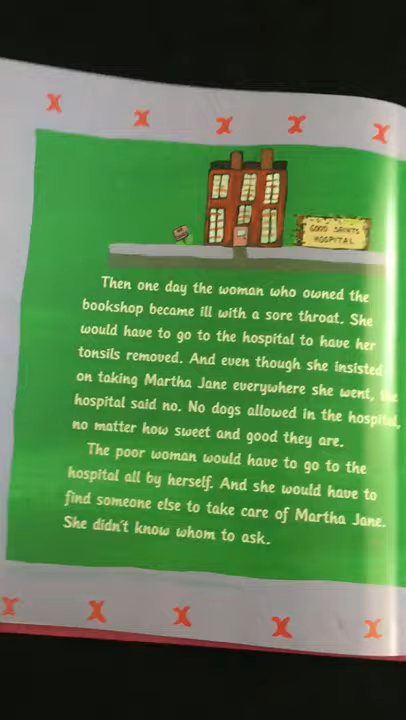 GOOD SAINTS
HOSPITAL
Then one day the woman who owned the
bookshop became ill with a sore throat. She
would have to go to the hospital to have her
tonsils removed. And even though she insisted
on taking Martha Jane everywhere she went, the
hospital said no. No dogs allowed in the hospital,
no matter how sweet and good they are.
The poor woman would have to go to the
hospital all by herself. And she would have to
find someone else to take care of Martha Jane.
She didn't know whom to ask.